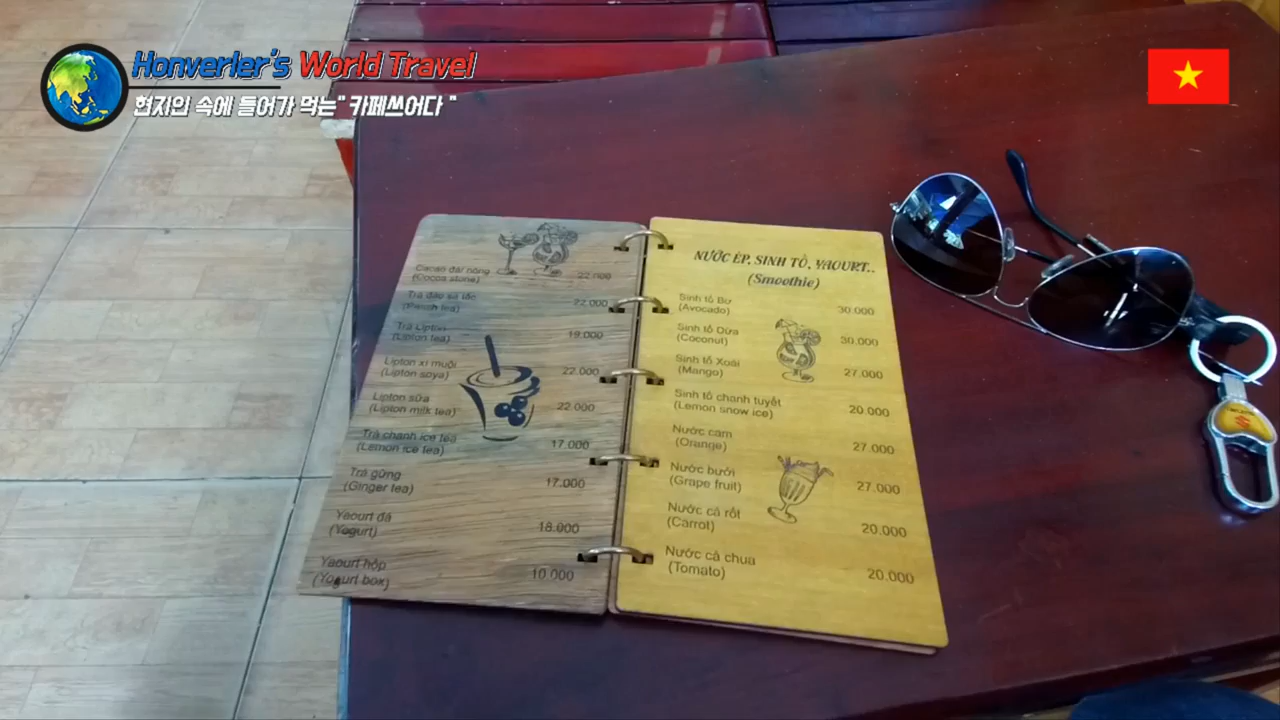 Honverler's World Travel
현지인 속에 들어가 먹는" 카페쓰어다 "
Cacao đá/ nóng 22.000
(Cocoa stone)
Trà đào sả tắc 22.000
(Peach tea)
Trà Lipton 19.000
(Lipton tea)
Lipton xí muội 22.000
(Lipton soya)
Lipton sữa 22.000
(Lipton milk tea)
Trà chanh ice tea 17.000
(Lemon ice tea)
Trà gừng 17.000
(Ginger tea)
Yaourt đá 18.000
(Yogurt)
Yaourt hộp 10.000
(Yogurt box)
NƯỚC ÉP, SINH TỐ, YAOURT..
(Smoothie)
Sinh tố Bơ 30.000
(Avocado)
Sinh tố Dừa 30.000
(Coconut)
Sinh tố Xoài 27.000
(Mango)
Sinh tố chanh tuyết 20.000
(Lemon snow ice)
Nước cam 27.000
(Orange)
Nước bưởi 27.000
(Grape fruit)
Nước cà rốt 20.000
(Carrot)
Nước cà chua 20.000
(Tomato)